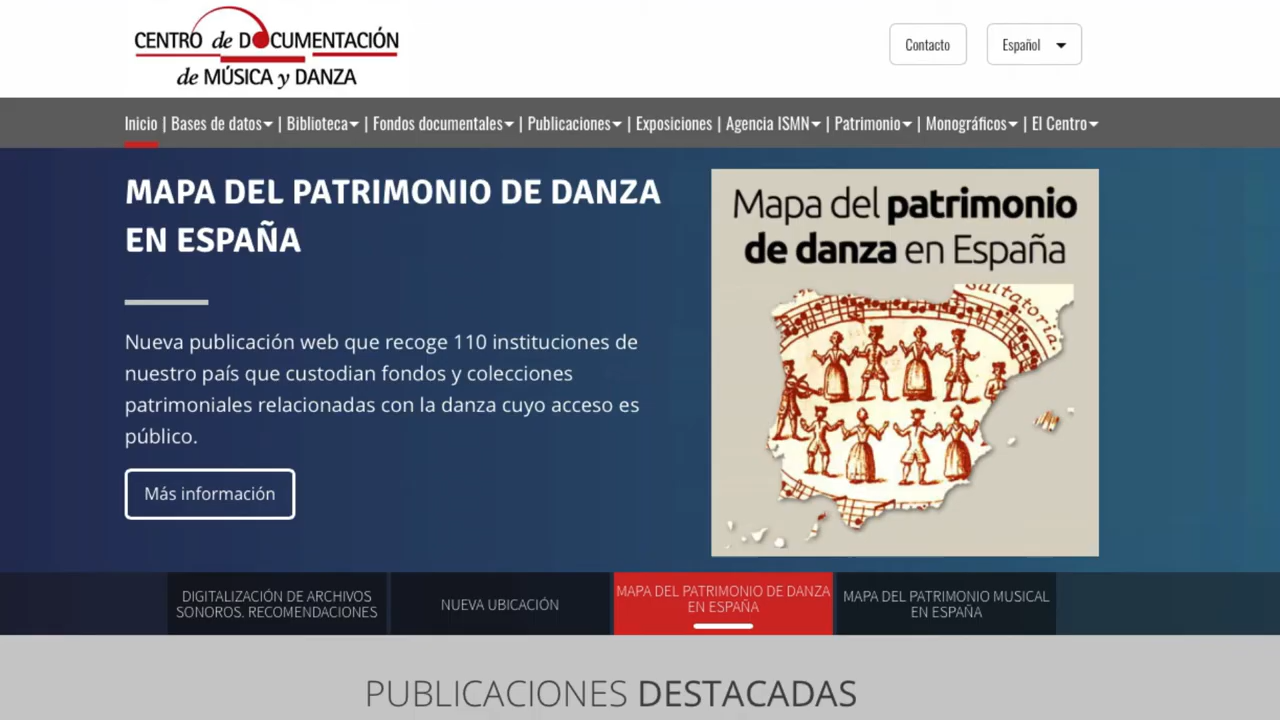 CENTRO de DOCUMENTACIÓN
de MÚSICA y DANZA
Contacto
Español
Inicio | Bases de datos | Biblioteca | Fondos documentales | Publicaciones | Exposiciones | Agencia ISMN | Patrimonio | Monográficos | El Centro
MAPA DEL PATRIMONIO DE DANZA
EN ESPAÑA
Nueva publicación web que recoge 110 instituciones de
nuestro país que custodian fondos y colecciones
patrimoniales relacionadas con la danza cuyo acceso es
público.
Más información
Mapa del patrimonio
de danza en España
Saltatoria.
DIGITALIZACIÓN DE ARCHIVOS
SONOROS. RECOMENDACIONES
NUEVA UBICACIÓN
MAPA DEL PATRIMONIO DE DANZA
EN ESPAÑA
MAPA DEL PATRIMONIO MUSICAL
EN ESPAÑA
PUBLICACIONES DESTACADAS